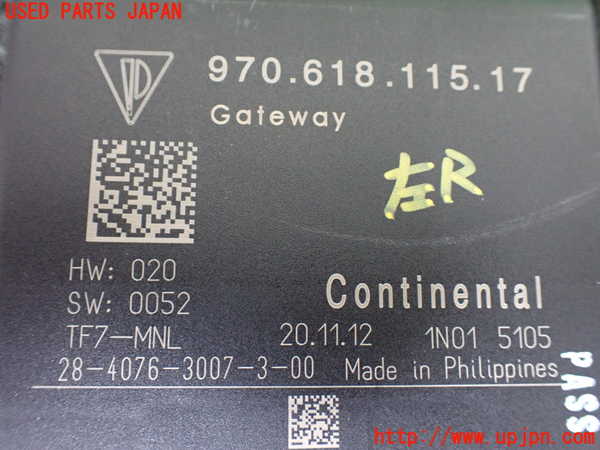 USED PARTS JAPAN
970.618.115.17
Gateway
左R
HW: 020
SW: 0052
Continental
TF7-MNL 20.11.12 1N01 5105
28-4076-3007-3-00 Made in Philippines
PASS
http://www.upjpn.com